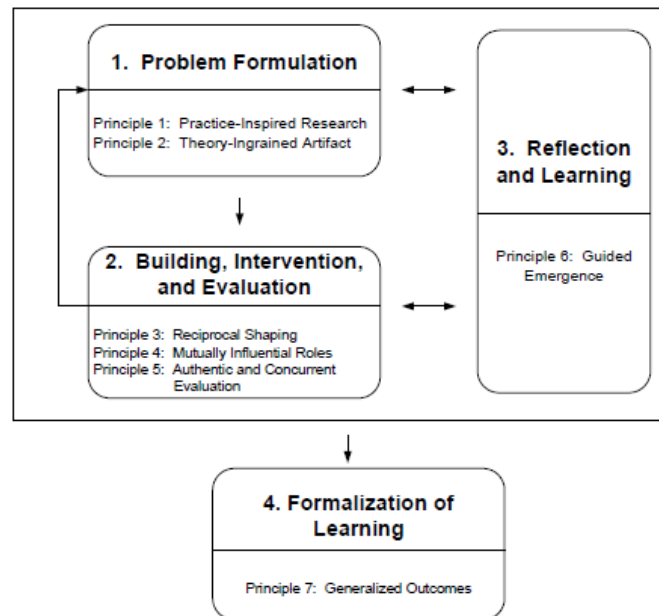 1. Problem Formulation
Principle 1: Practice-Inspired Research
Principle 2: Theory-Ingrained Artifact
2. Building, Intervention,
and Evaluation
Principle 3: Reciprocal Shaping
Principle 4: Mutually Influential Roles
Principle 5: Authentic and Concurrent
Evaluation
3. Reflection
and Learning
Principle 6: Guided
Emergence
4. Formalization of
Learning
Principle 7: Generalized Outcomes